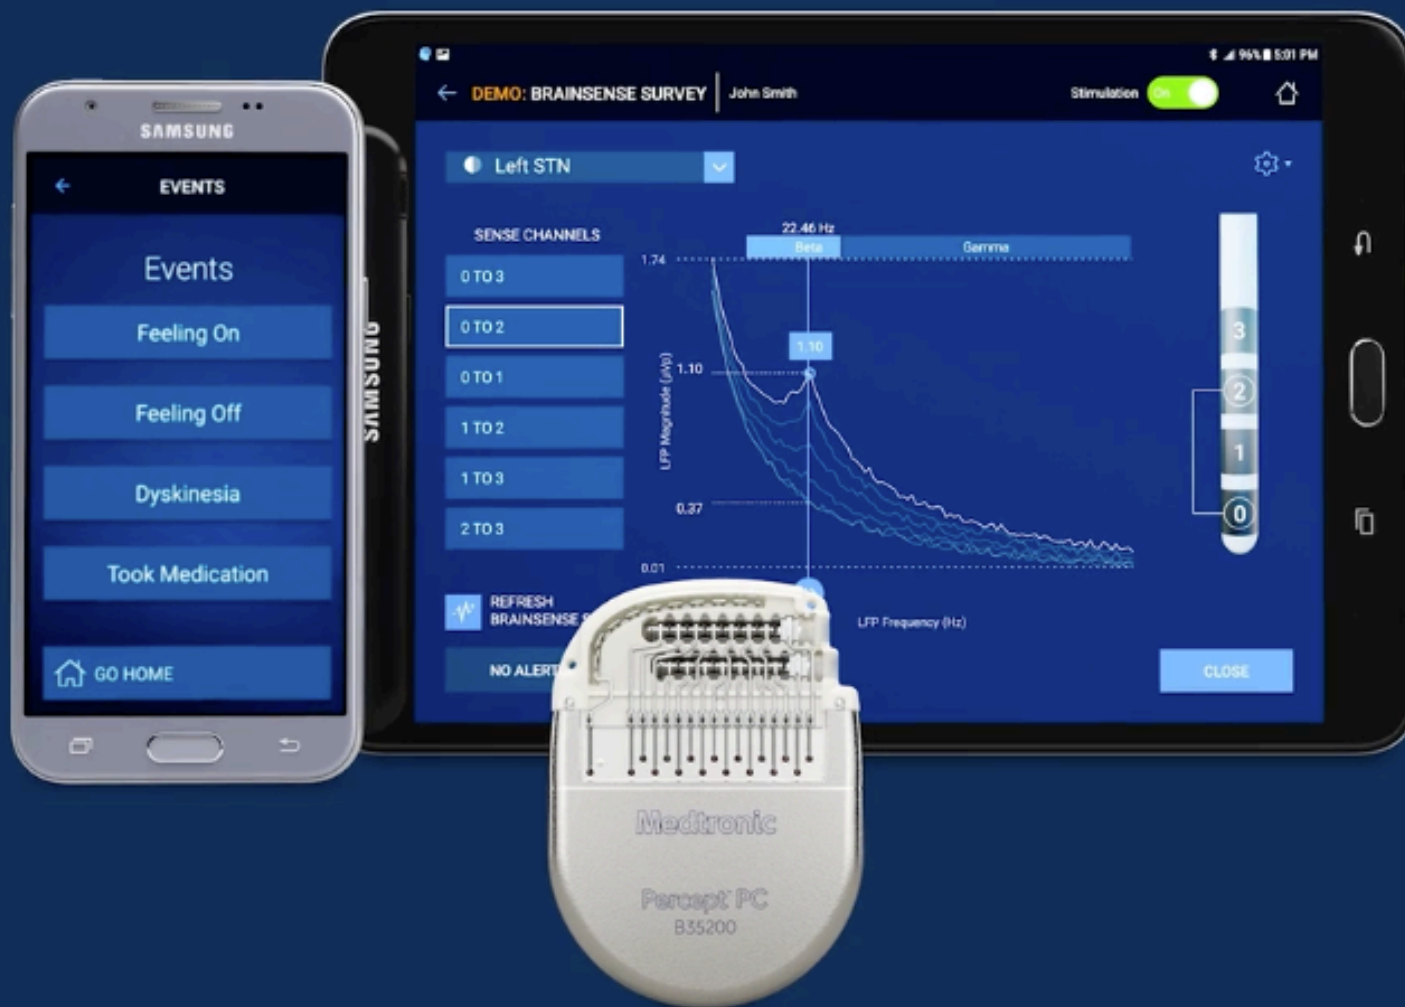 SAMSUNG
EVENTS
Events
Feeling On
Feeling Off
Dyskinesia
Took Medication
GO HOME
SAMSUNG
96% 5:01 PM
DEMO: BRAINSENSE SURVEY
John Smith
Stimulation
On
Left STN
SENSE CHANNELS
0 TO 3
0 TO 2
0 TO 1
1 TO 2
1 TO 3
2 TO 3
REFRESH
BRAINSENSE S
NO ALERT
22.46 Hz
Beta
Gamma
1.74
1.10
1.10
0.37
0.01
LFP Magnitude (µVp)
LFP Frequency (Hz)
3
2
1
0
CLOSE
Medtronic
Percept PC
B35200